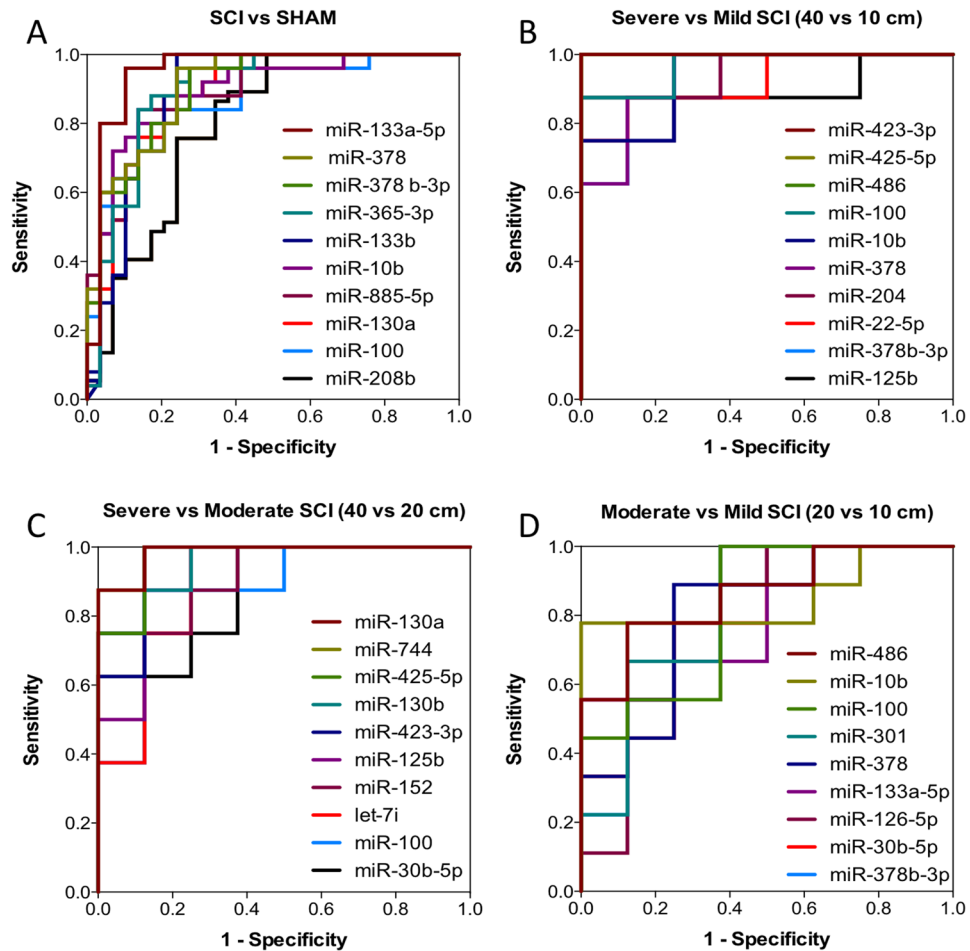 A
SCI vs SHAM
Sensitivity
1.0
0.8
0.6
0.4
0.2
0.0
miR-133a-5p
miR-378
miR-378 b-3p
miR-365-3p
miR-133b
miR-10b
miR-885-5p
miR-130a
miR-100
miR-208b
0.0 0.2 0.4 0.6 0.8 1.0
1 - Specificity
B
Severe vs Mild SCI (40 vs 10 cm)
Sensitivity
1.0
0.8
0.6
0.4
0.2
0.0
miR-423-3p
miR-425-5p
miR-486
miR-100
miR-10b
miR-378
miR-204
miR-22-5p
miR-378b-3p
miR-125b
0.0 0.2 0.4 0.6 0.8 1.0
1 - Specificity
C
Severe vs Moderate SCI (40 vs 20 cm)
Sensitivity
1.0
0.8
0.6
0.4
0.2
0.0
miR-130a
miR-744
miR-425-5p
miR-130b
miR-423-3p
miR-125b
miR-152
let-7i
miR-100
miR-30b-5p
0.0 0.2 0.4 0.6 0.8 1.0
1 - Specificity
D
Moderate vs Mild SCI (20 vs 10 cm)
Sensitivity
1.0
0.8
0.6
0.4
0.2
0.0
miR-486
miR-10b
miR-100
miR-301
miR-378
miR-133a-5p
miR-126-5p
miR-30b-5p
miR-378b-3p
0.0 0.2 0.4 0.6 0.8 1.0
1 - Specificity